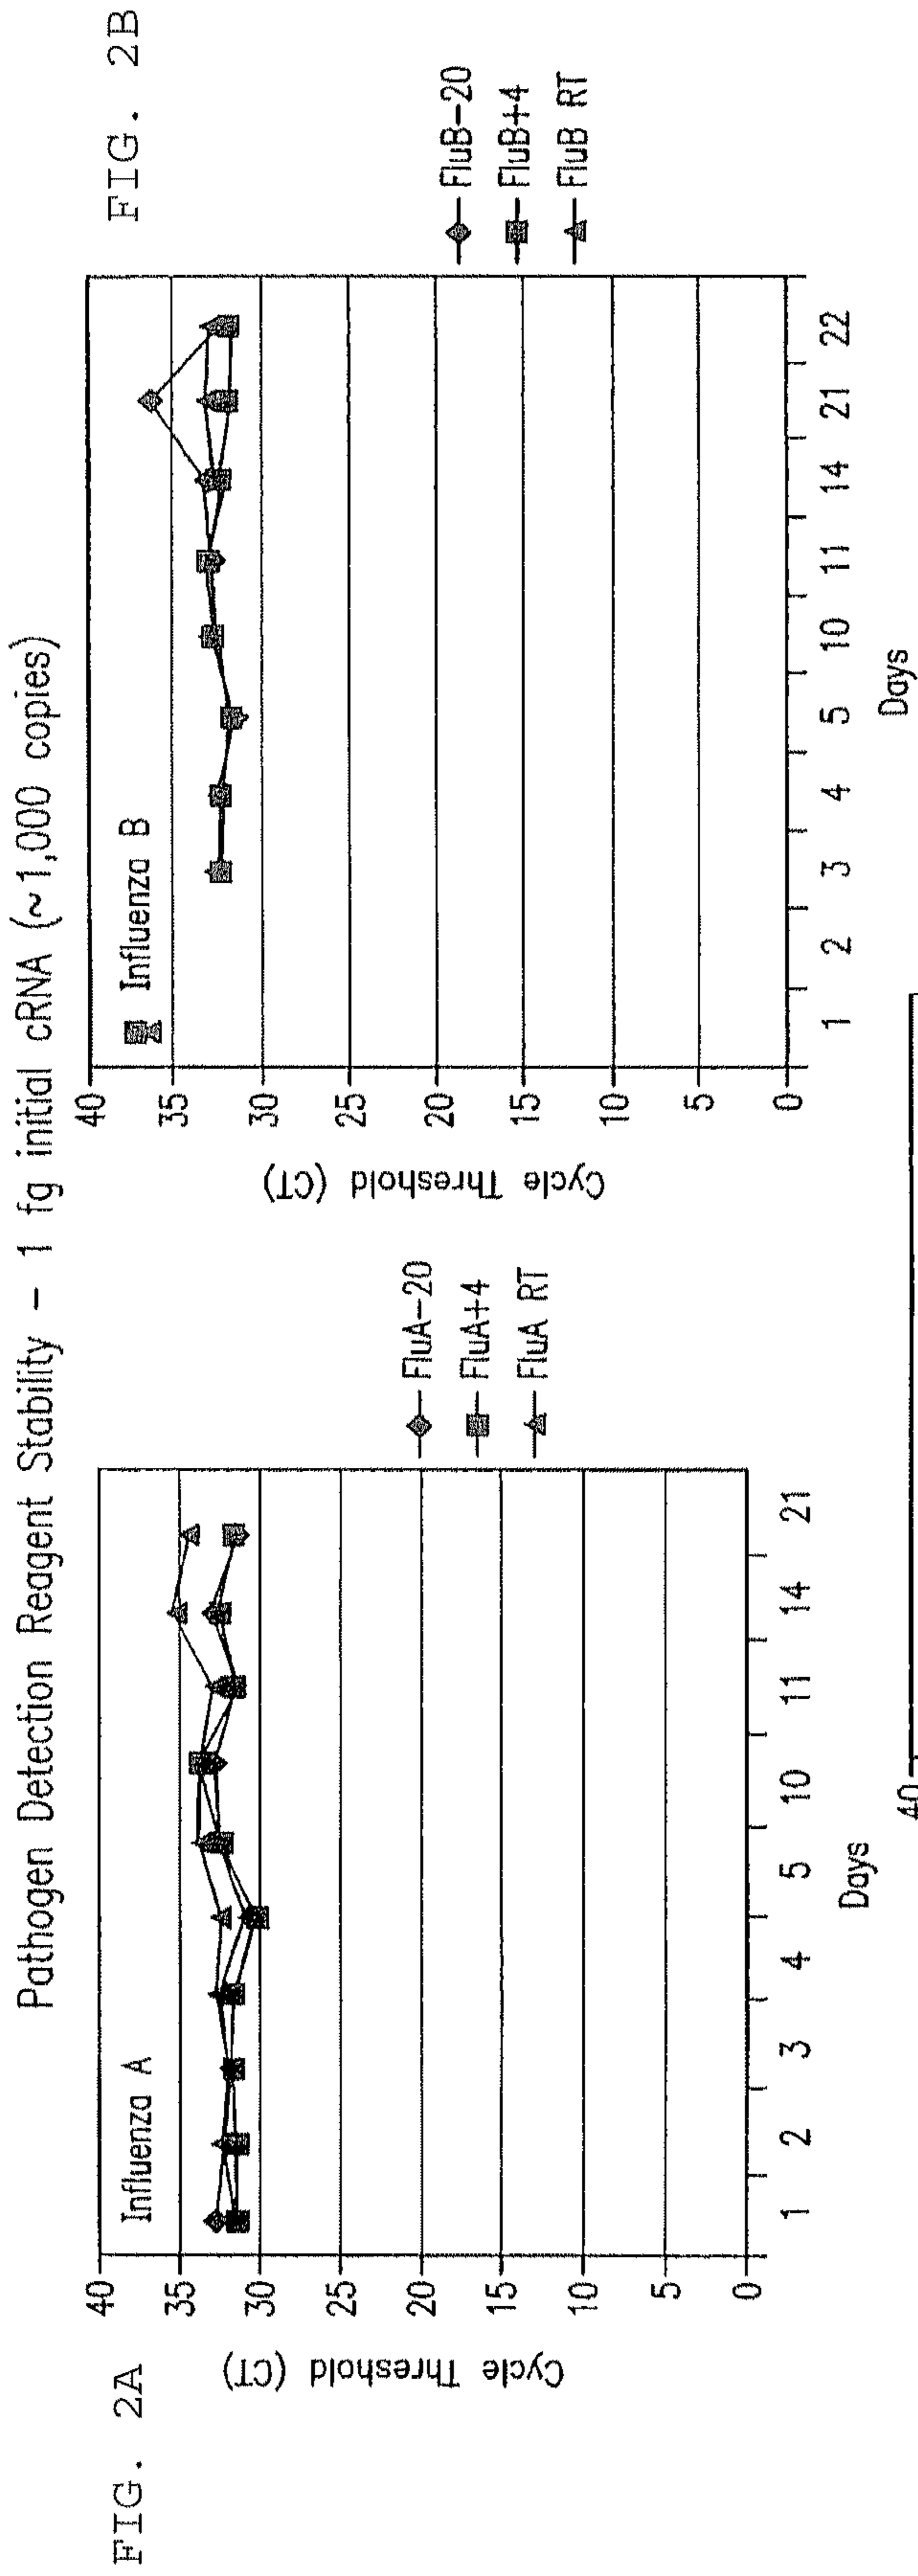 Pathogen Detection Reagent Stability – 1 fg initial cRNA (~1,000 copies)
FIG. 2A
Influenza A
Cycle Threshold (CT)
40
35
30
25
20
15
10
5
0
1 2 3 4 5 10 11 14 21
Days
FluA-20
FluA+4
FluA RT
FIG. 2B
Influenza B
Cycle Threshold (CT)
40
35
30
25
20
15
10
5
0
1 2 3 4 5 10 11 14 21 22
Days
FluB-20
FluB+4
FluB RT
40